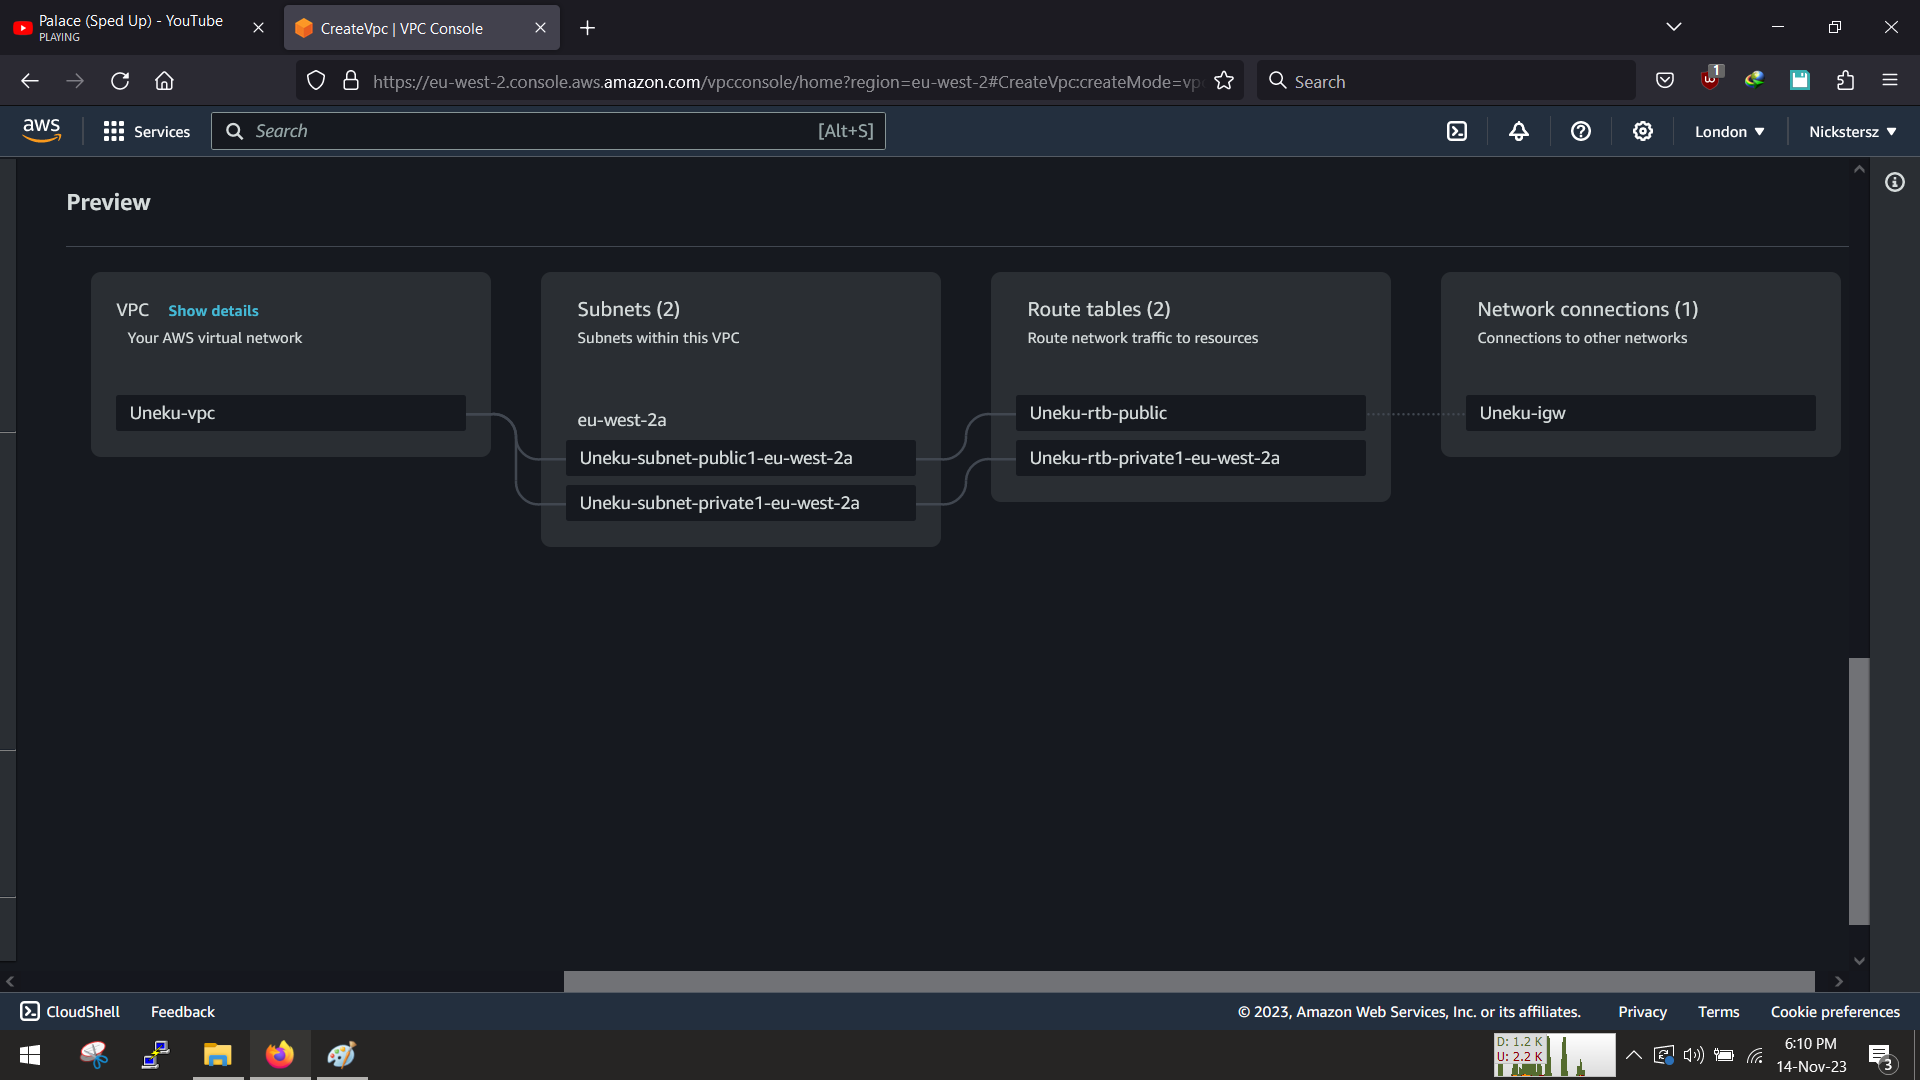 Palace (Sped Up) - YouTube
PLAYING
CreateVpc | VPC Console
https://eu-west-2.console.aws.amazon.com/vpcconsole/home?region=eu-west-2#CreateVpc:createMode=vp
Search
1
aws
Services
Search
[Alt+S]
London
Nickstersz
Preview
VPC Show details
Your AWS virtual network
Uneku-vpc
Subnets (2)
Subnets within this VPC
eu-west-2a
Uneku-subnet-public1-eu-west-2a
Uneku-subnet-private1-eu-west-2a
Route tables (2)
Route network traffic to resources
Uneku-rtb-public
Uneku-rtb-private1-eu-west-2a
Network connections (1)
Connections to other networks
Uneku-igw
CloudShell
Feedback
© 2023, Amazon Web Services, Inc. or its affiliates.
Privacy
Terms
Cookie preferences
D: 1.2 K
U: 2.2 K
6:10 PM
14-Nov-23
3